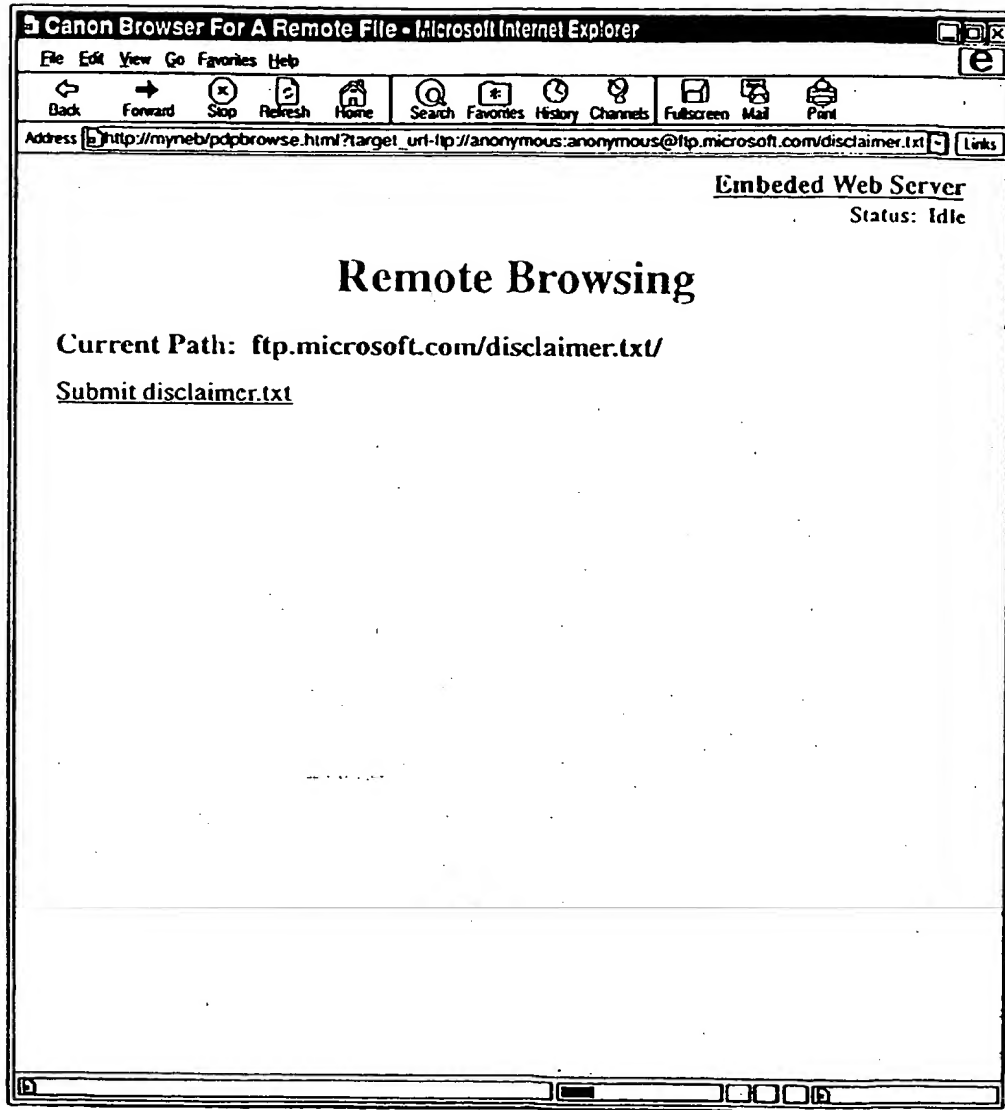 Canon Browser For A Remote File - Microsoft Internet Explorer
File Edit View Go Favorites Help
Back Forward Stop Refresh Home Search Favorites History Channels Fullscreen Mail Print
Address http://myneb/pdpbrowse.html?target_url-ftp://anonymous:anonymous@ftp.microsoft.com/disclaimer.txt Links
Embeded Web Server
Status: Idle
Remote Browsing
Current Path: ftp.microsoft.com/disclaimer.txt/
Submit disclaimer.txt